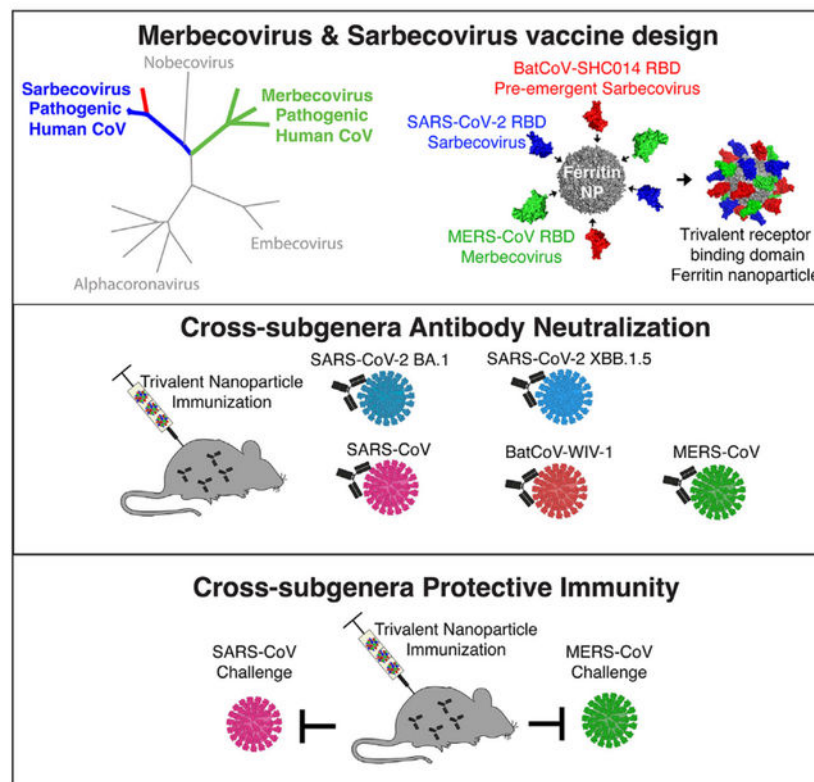 Merbecovirus & Sarbecovirus vaccine design
Nobecovirus
Sarbecovirus
Pathogenic
Human CoV
Merbecovirus
Pathogenic
Human CoV
Embecovirus
Alphacoronavirus
BatCoV-SHC014 RBD
Pre-emergent Sarbecovirus
SARS-CoV-2 RBD
Sarbecovirus
Ferritin
NP
MERS-CoV RBD
Merbecovirus
Trivalent receptor
binding domain
Ferritin nanoparticle
Cross-subgenera Antibody Neutralization
Trivalent Nanoparticle
Immunization
SARS-CoV-2 BA.1
SARS-CoV-2 XBB.1.5
SARS-CoV
BatCoV-WIV-1
MERS-CoV
Cross-subgenera Protective Immunity
SARS-CoV
Challenge
Trivalent Nanoparticle
Immunization
MERS-CoV
Challenge